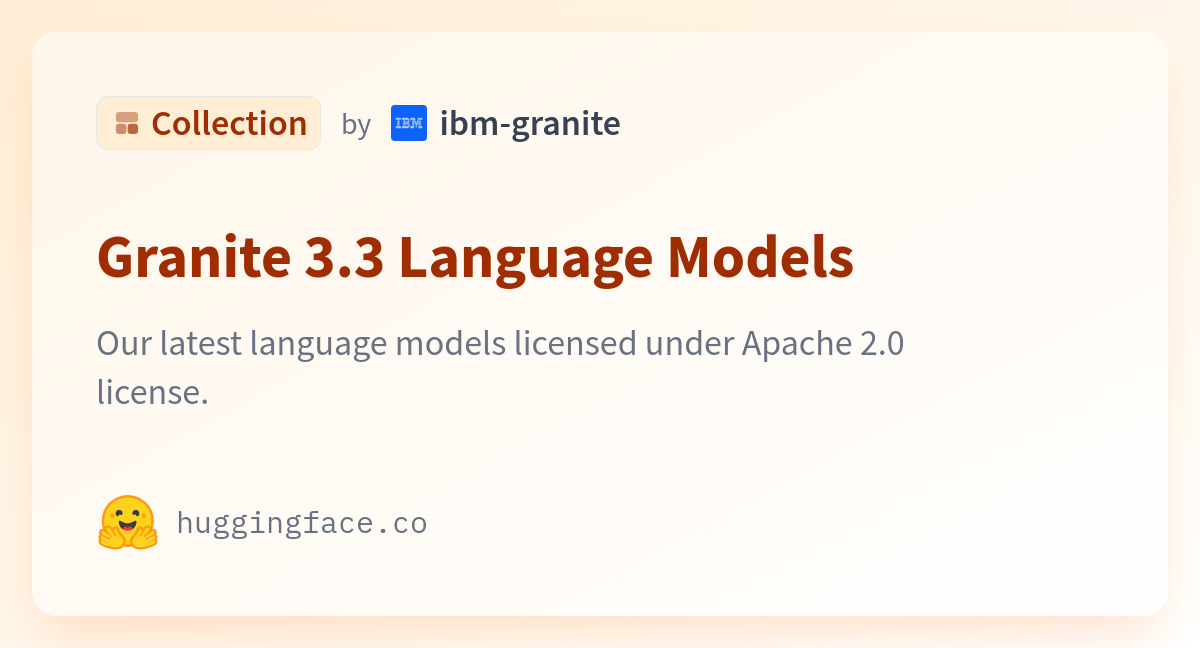 Collection by IBM ibm-granite
Granite 3.3 Language Models
Our latest language models licensed under Apache 2.0
license.
huggingface.co